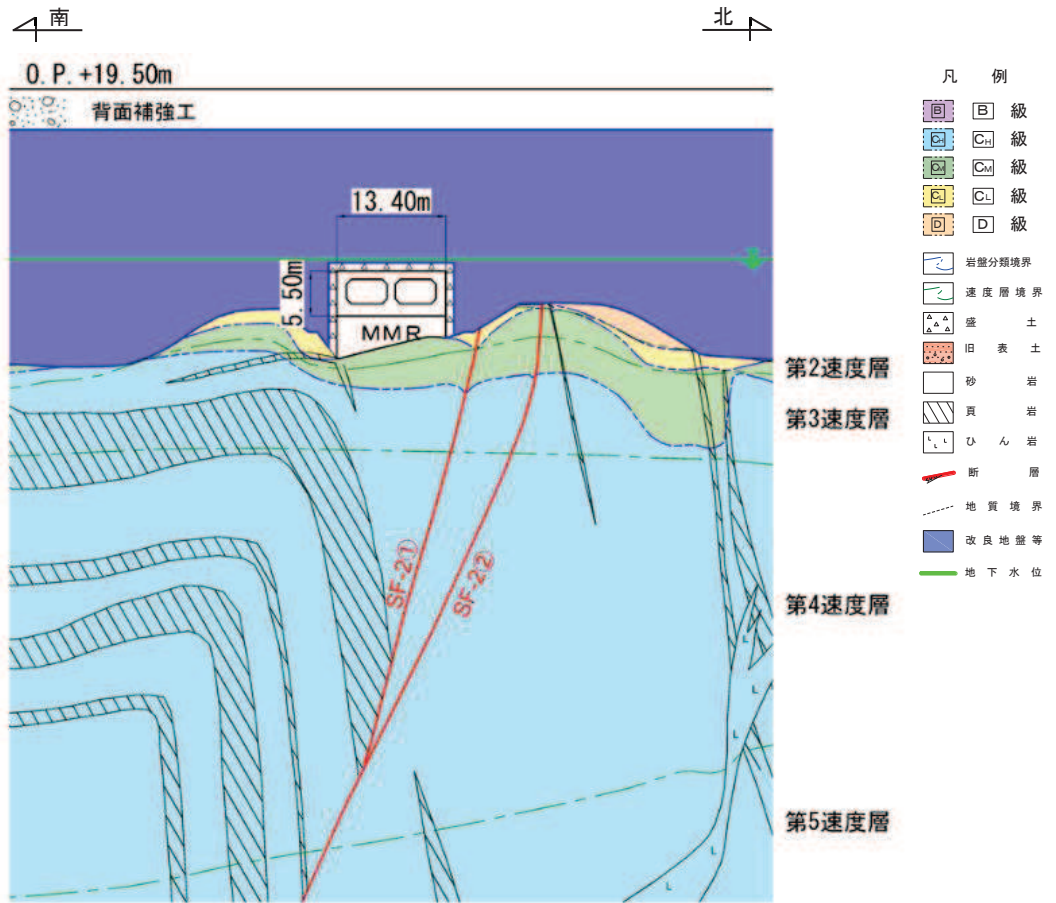 南
北
O.P.+19.50m
背面補強工
13.40m
5.50m
MMR
第2速度層
第3速度層
SF-2①
SF-2②
第4速度層
第5速度層
L
L
L
L
L
凡 例
B B 級
CH CH 級
CM CM 級
CL CL 級
D D 級
岩盤分類境界
速度層境界
盛 土
旧 表 土
砂 岩
頁 岩
L L L ひ ん 岩
断 層
地 質 境 界
改 良 地 盤 等
地 下 水 位